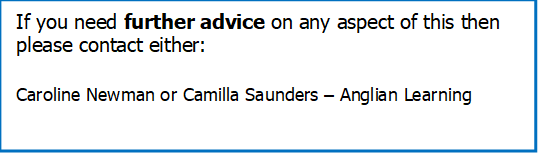 If you need further advice on any aspect of this then
please contact either:
Caroline Newman or Camilla Saunders – Anglian Learning